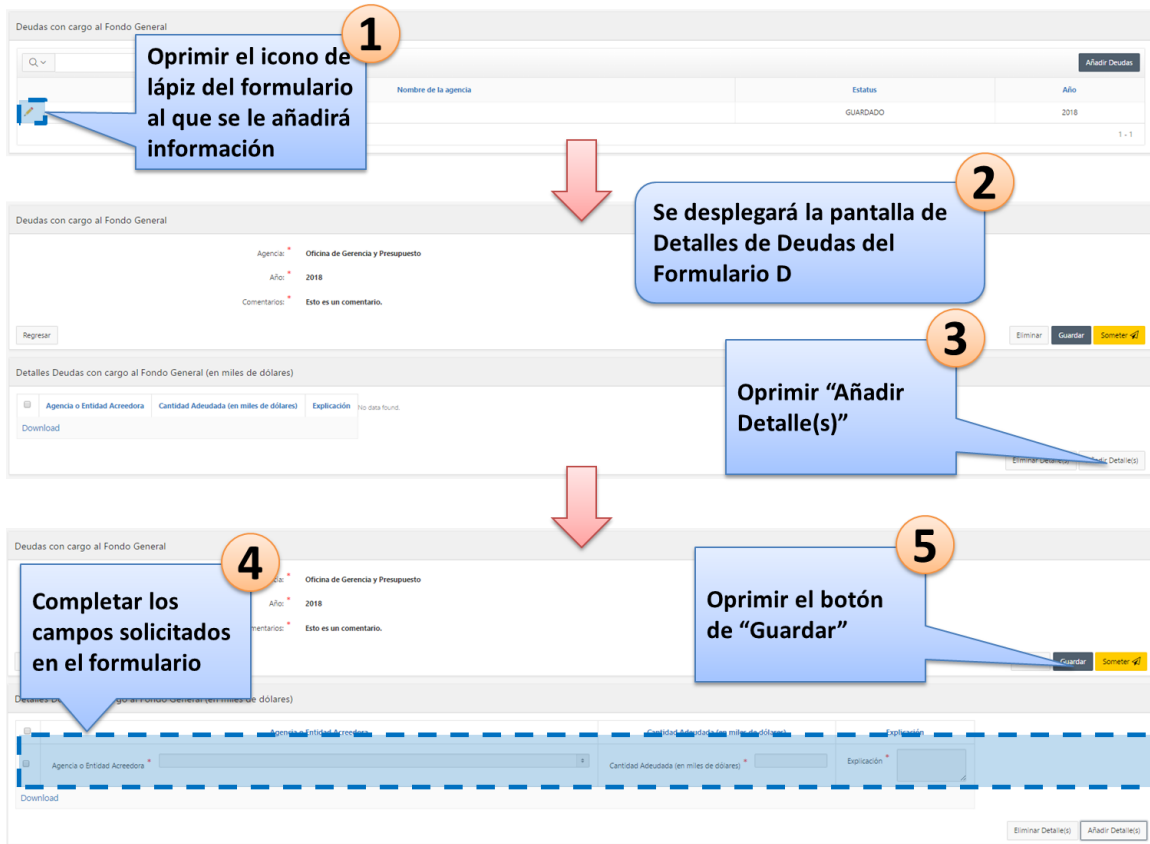 Deudas con cargo al Fondo General
1
Oprimir el icono de
lápiz del formulario
al que se le añadirá
información
Añadir Deudas
Nombre de la agencia
Estatus
Año
GUARDADO
2018
1 - 1
2
Se desplegará la pantalla de
Detalles de Deudas del
Formulario D
Deudas con cargo al Fondo General
Agencia: * Oficina de Gerencia y Presupuesto
Año: * 2018
Comentarios: * Esto es un comentario.
Regresar
Eliminar
Guardar
Someter
3
Oprimir “Añadir
Detalle(s)”
Detalles Deudas con cargo al Fondo General (en miles de dólares)
Agencia o Entidad Acreedora
Cantidad Adeudada (en miles de dólares)
Explicación
No data found.
Download
Eliminar Detalle(s)
Añadir Detalle(s)
Deudas con cargo al Fondo General
4
Completar los
campos solicitados
en el formulario
* Oficina de Gerencia y Presupuesto
Año: * 2018
* Esto es un comentario.
5
Oprimir el botón
de “Guardar”
Guardar
Someter
Fondo General (en miles de dólares)
Agencia o Entidad Acreedora
Cantidad Adeudada (en miles de dólares)
Explicación
Agencia o Entidad Acreedora *
Cantidad Adeudada (en miles de dólares) *
Explicación *
Download
Eliminar Detalle(s)
Añadir Detalle(s)